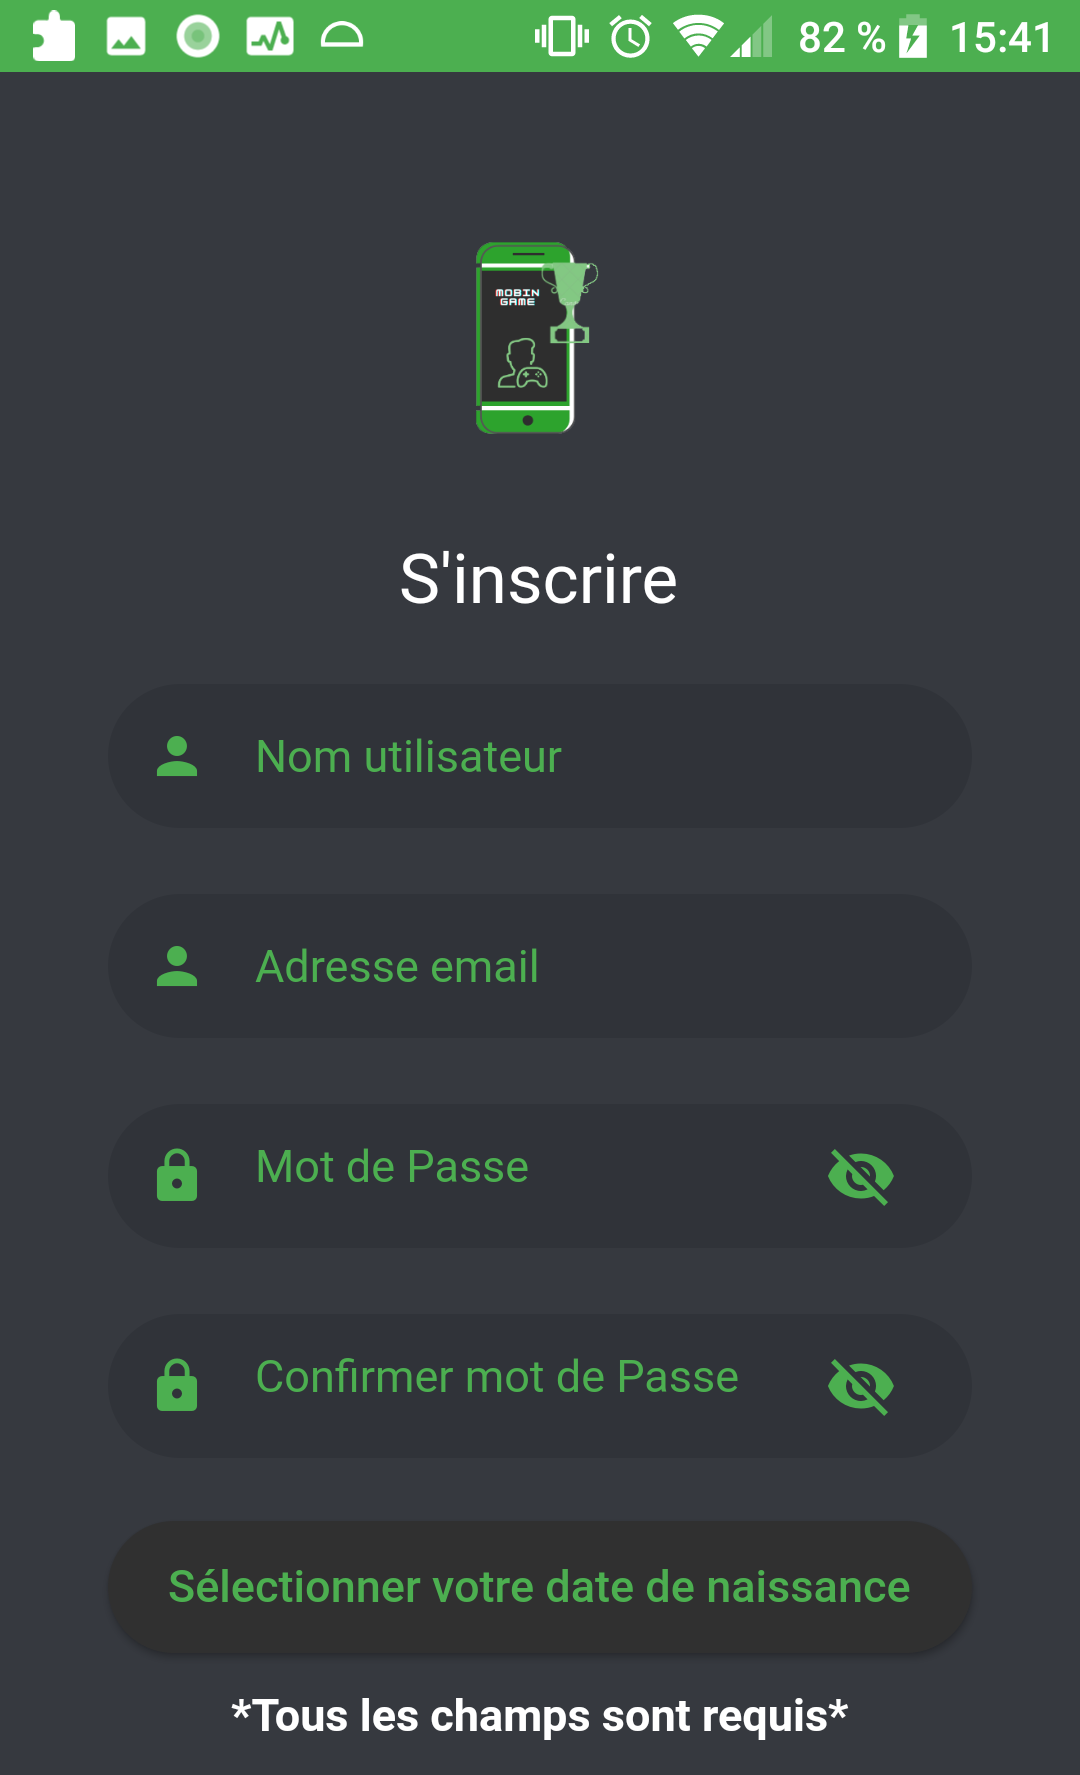 82 % 15:41
MOBIN
GAME
S'inscrire
Nom utilisateur
Adresse email
Mot de Passe
Confirmer mot de Passe
Sélectionner votre date de naissance
*Tous les champs sont requis*